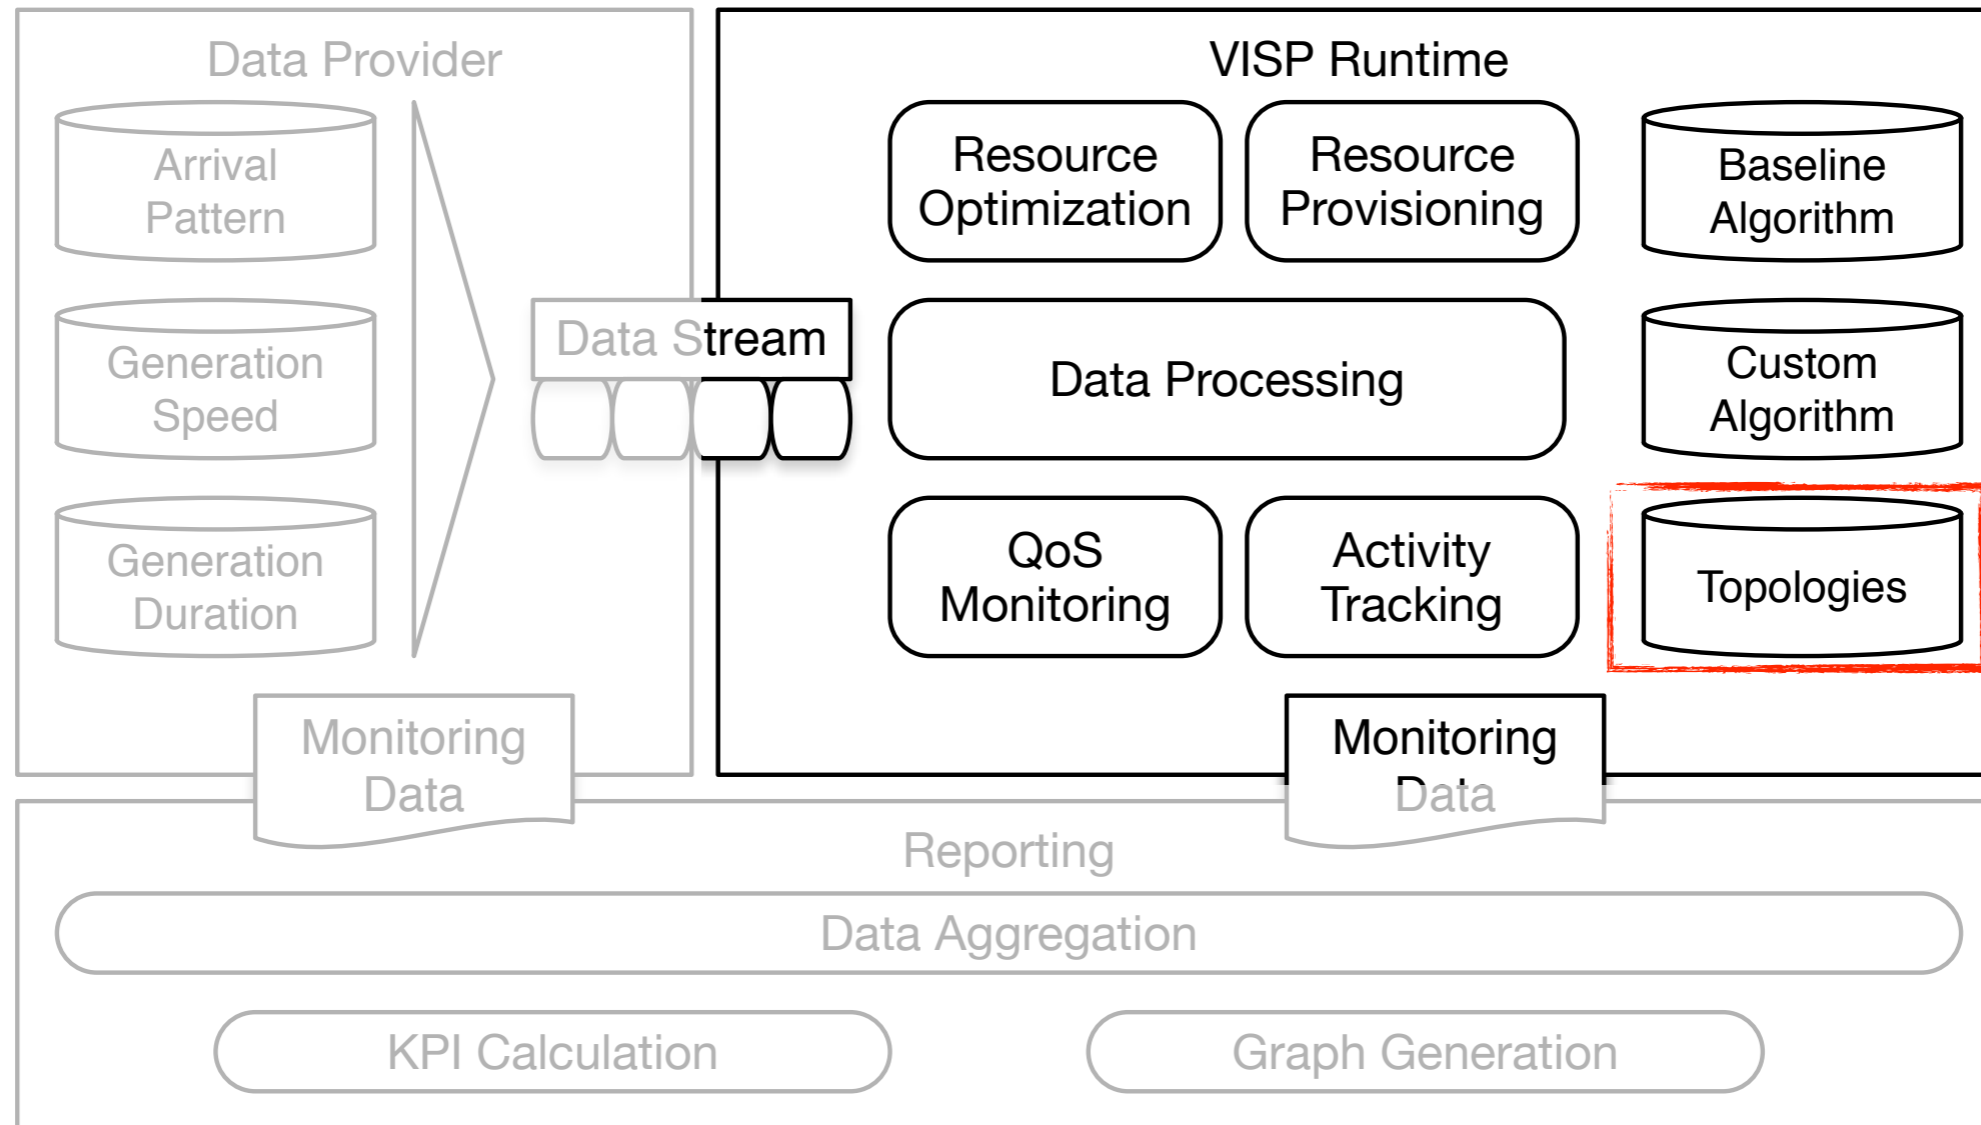 Data Provider
Arrival
Pattern
Generation
Speed
Generation
Duration
Data Stream
VISP Runtime
Resource
Optimization
Resource
Provisioning
Baseline
Algorithm
Data Processing
Custom
Algorithm
QoS
Monitoring
Activity
Tracking
Topologies
Monitoring
Data
Monitoring
Data
Reporting
Data Aggregation
KPI Calculation
Graph Generation